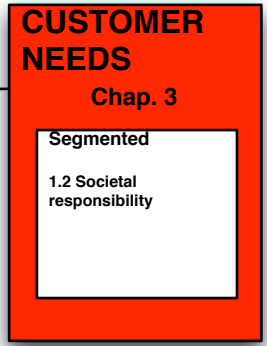 CUSTOMER
NEEDS
Chap. 3
Segmented
1.2 Societal
responsibility